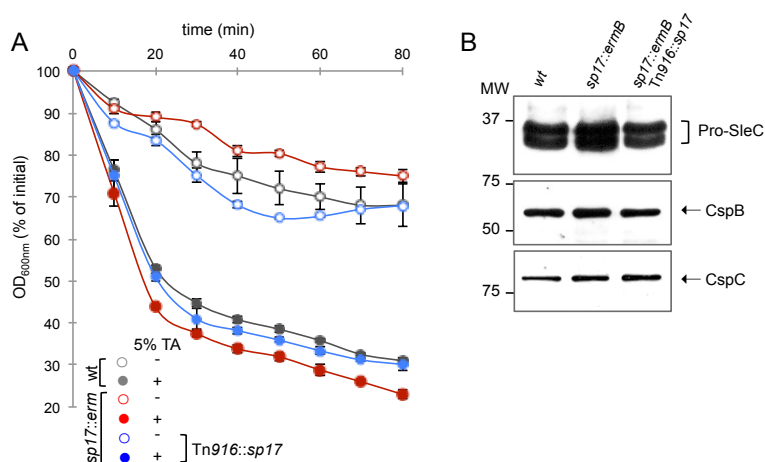 A
time (min)
0 20 40 60 80
100
90
80
70
60
50
40
30
20
OD600nm (% of initial)
5% TA
wt
-
+
sp17::erm
-
+
-
+
Tn916::sp17
B
MW
wt
sp17::ermB
sp17::ermB
Tn916::sp17
37
Pro-SleC
75
CspB
50
CspC
75